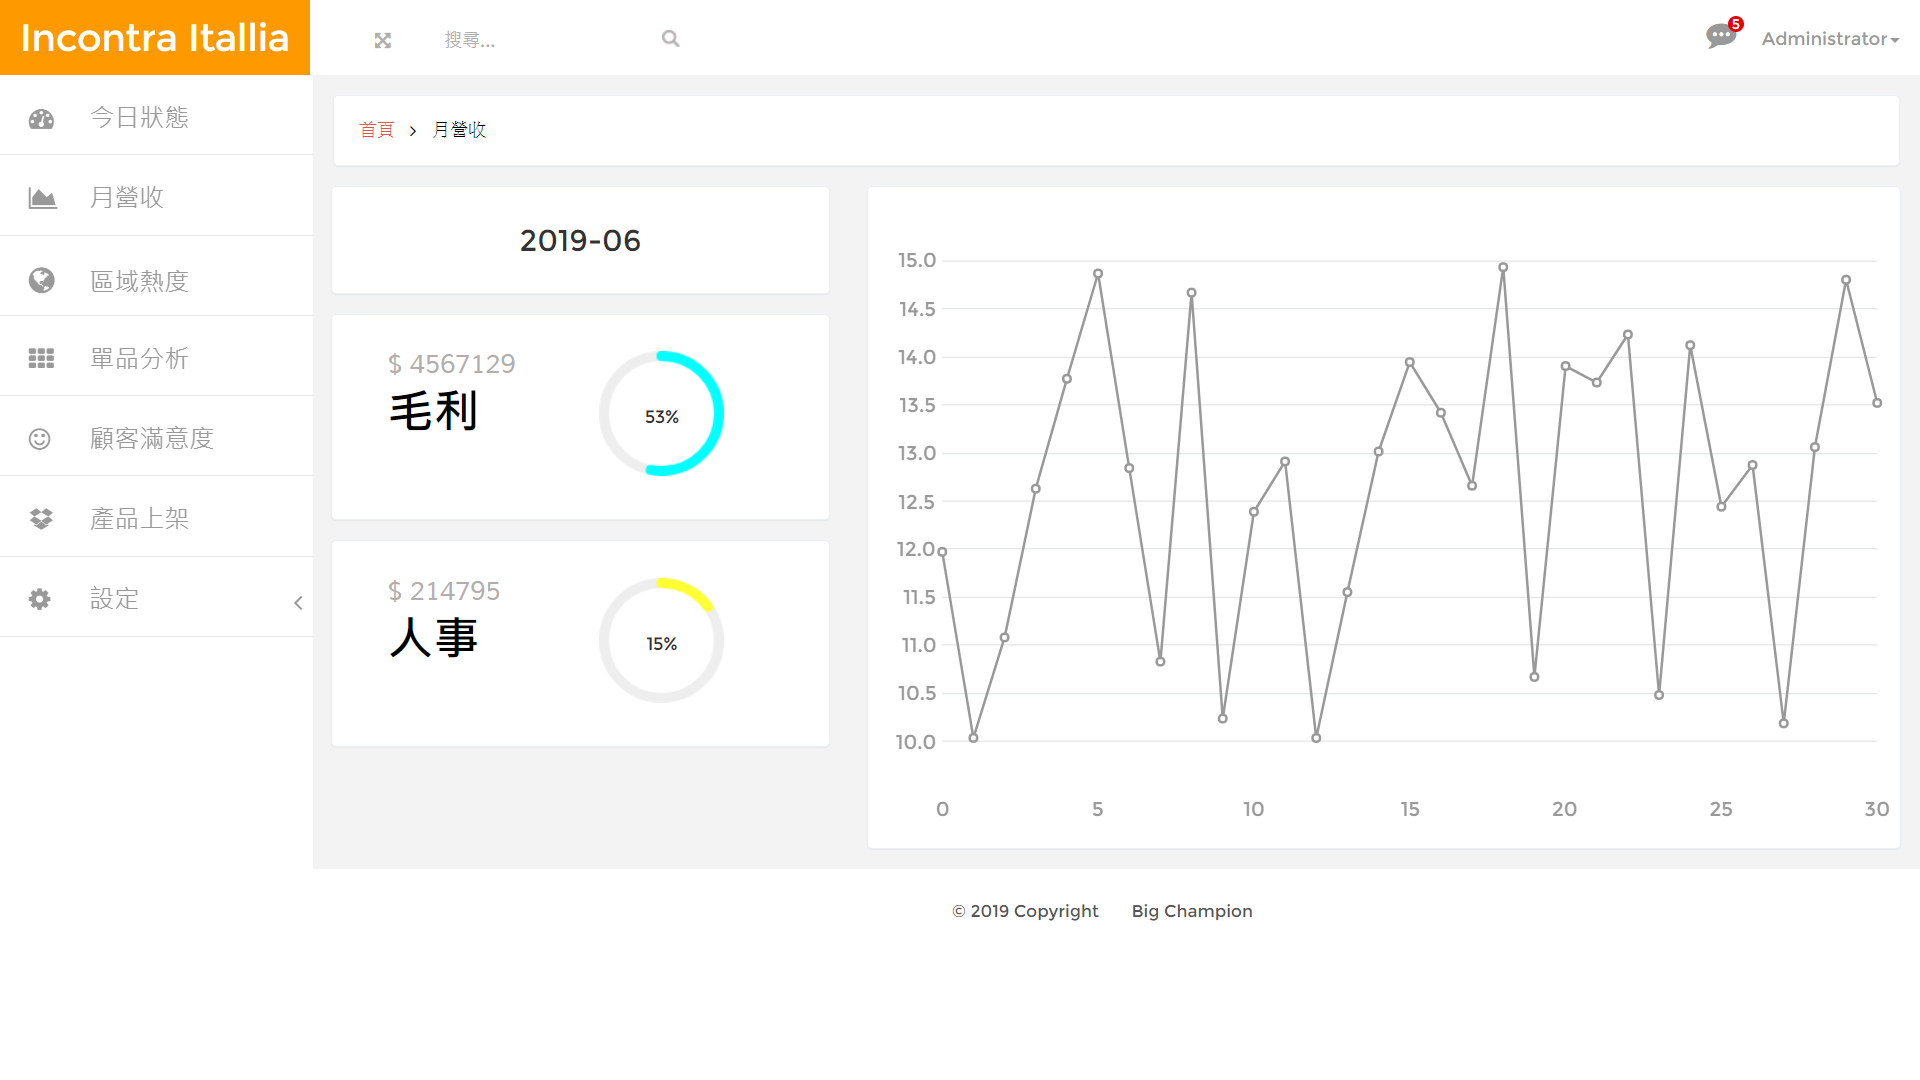 Incontra Itallia
搜尋...
5
Administrator
今日狀態
月營收
區域熱度
單品分析
顧客滿意度
產品上架
設定
首頁 > 月營收
2019-06
$ 4567129
毛利
53%
$ 214795
人事
15%
15.0
14.5
14.0
13.5
13.0
12.5
12.0
11.5
11.0
10.5
10.0
0 5 10 15 20 25 30
© 2019 Copyright Big Champion